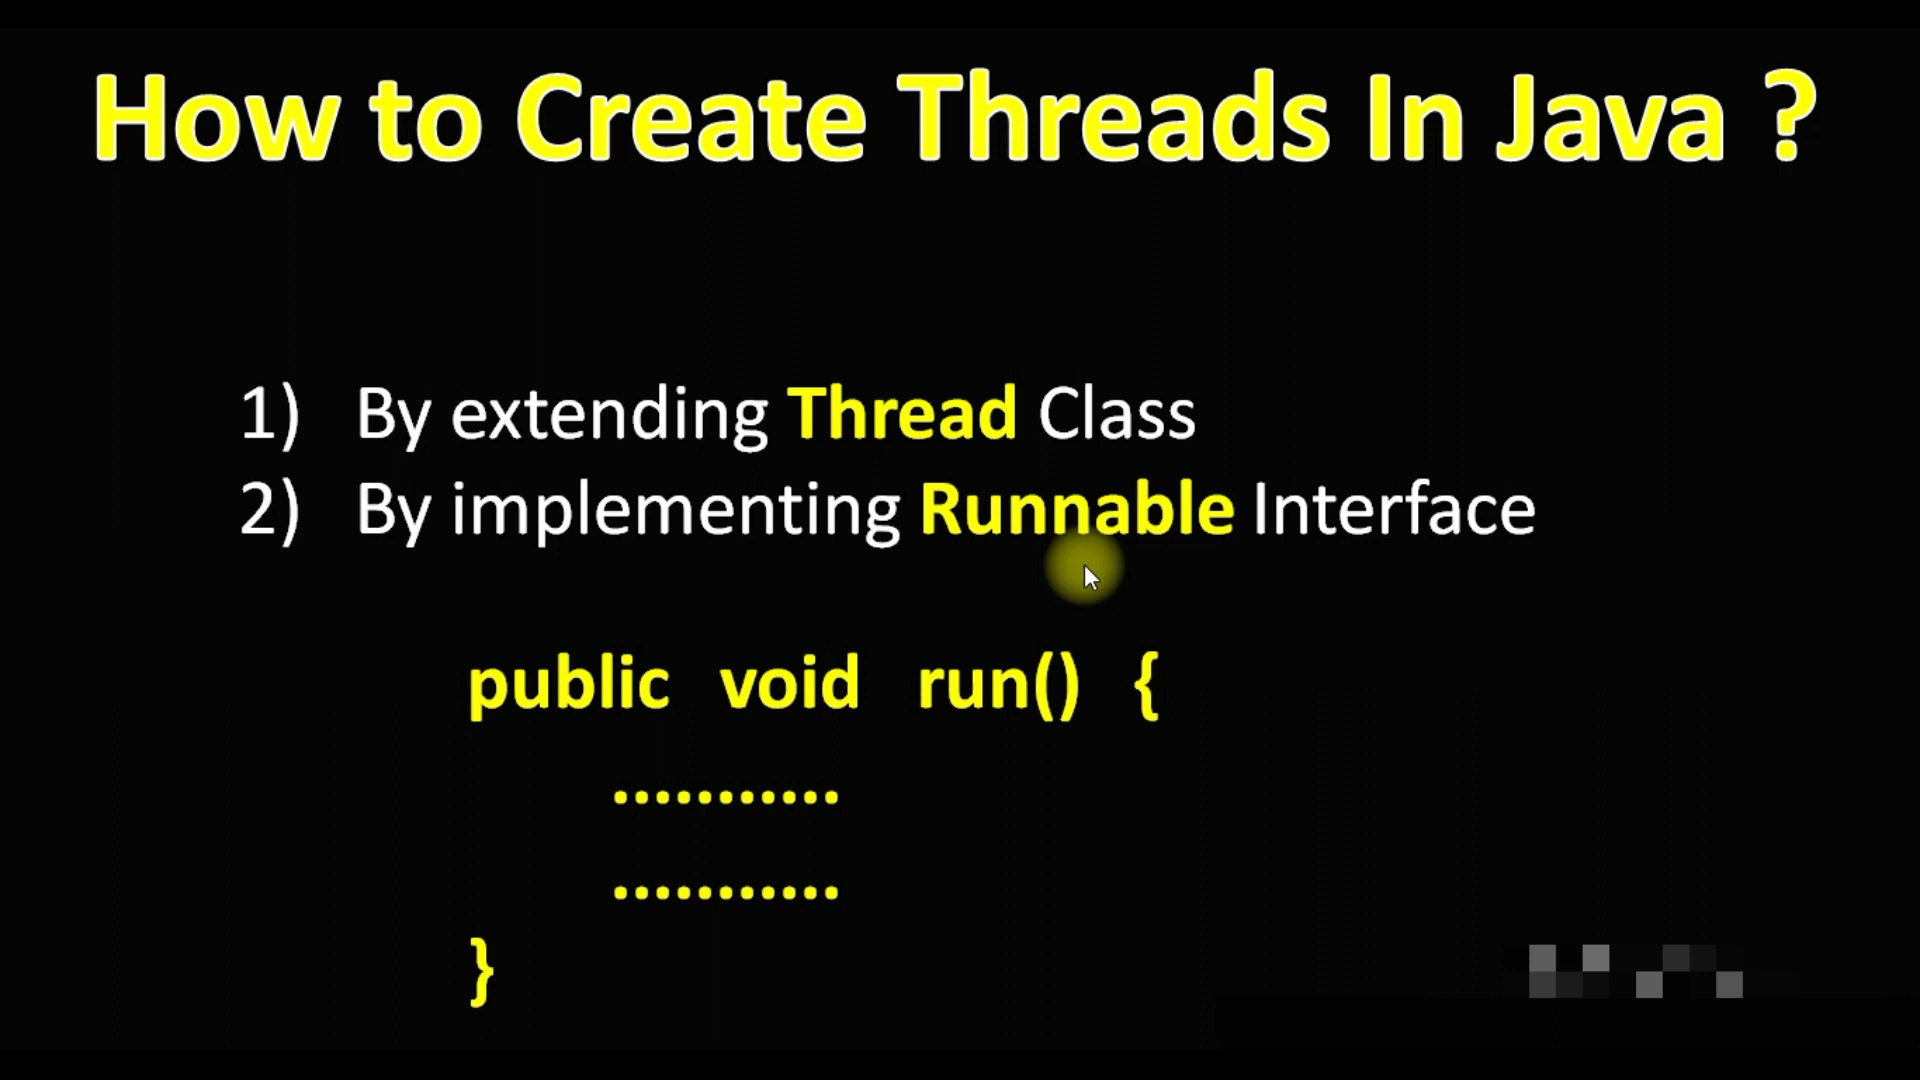 How to Create Threads In Java ?
1) By extending Thread Class
2) By implementing Runnable Interface
public void run() {
...........
...........
}